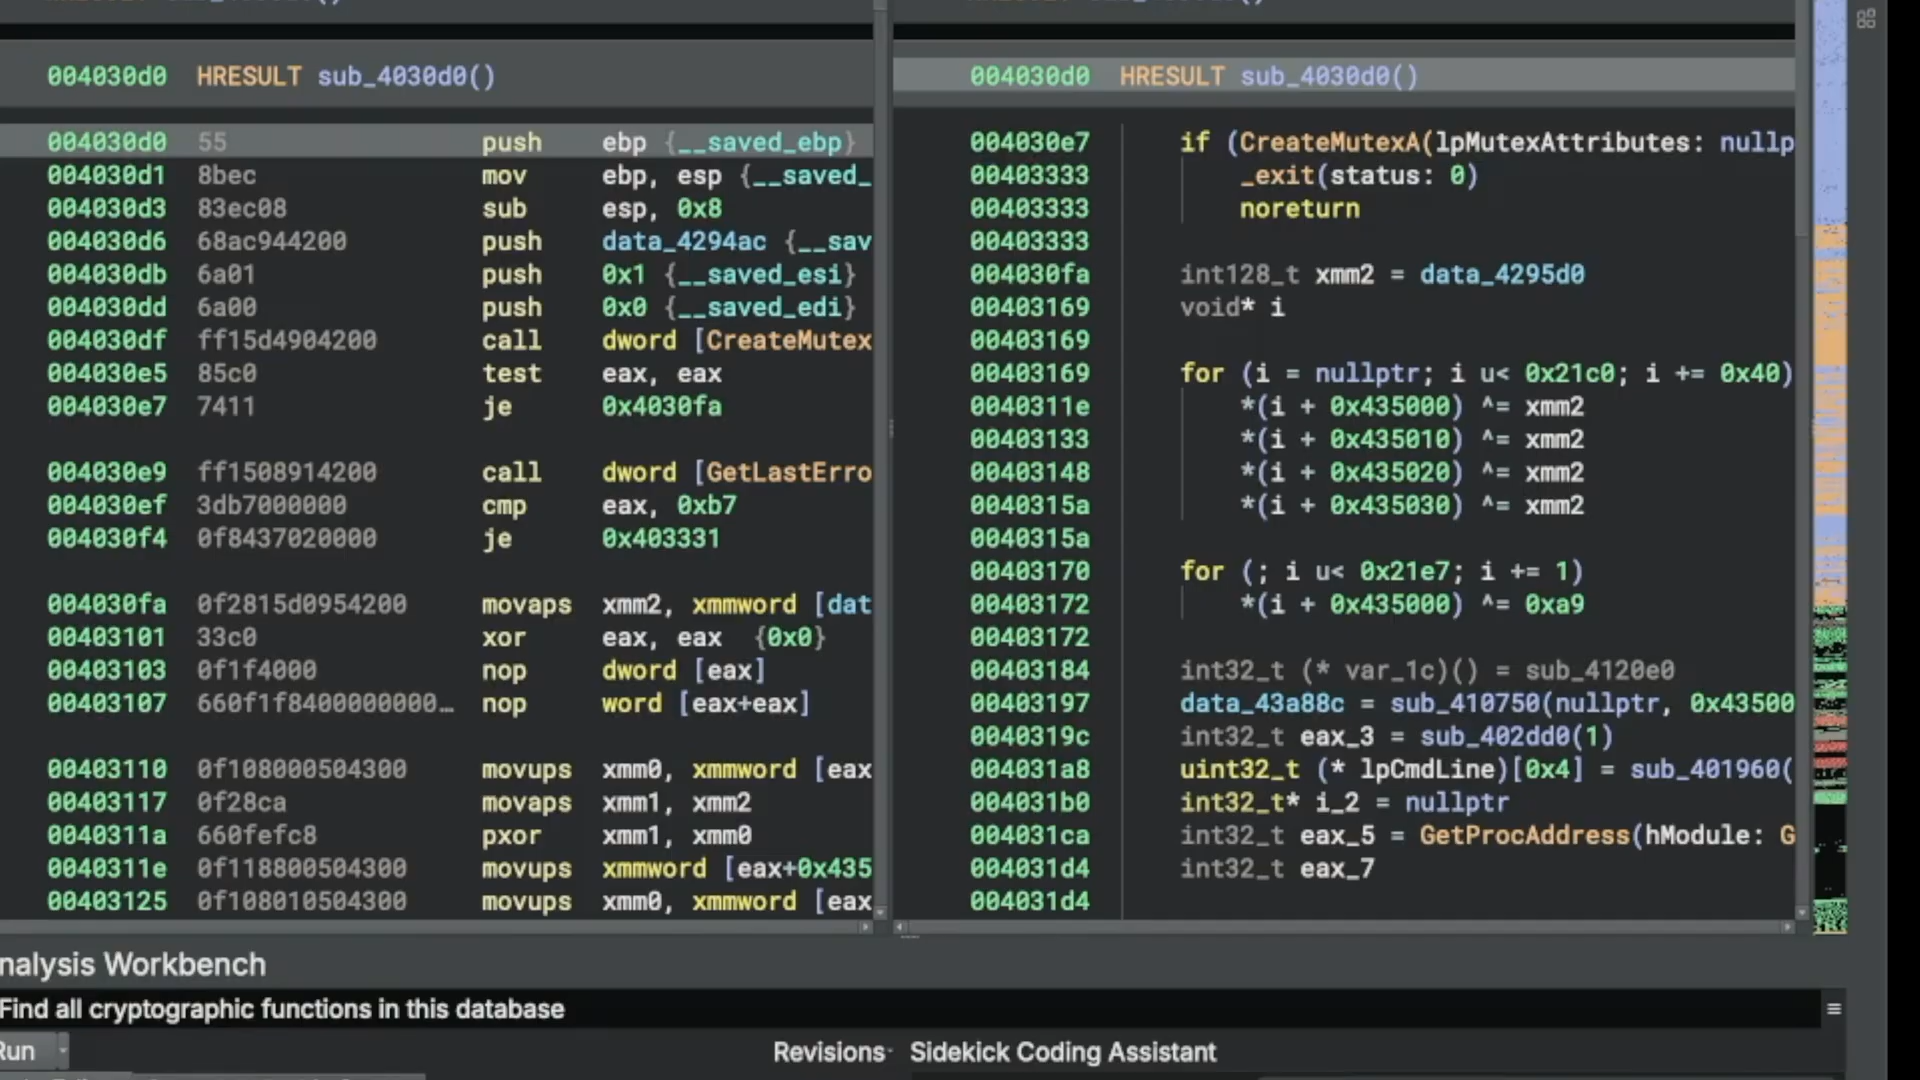 004030d0 HRESULT sub_4030d0()
004030d0 55 push ebp {__saved_ebp}
004030d1 8bec mov ebp, esp {__saved_
004030d3 83ec08 sub esp, 0x8
004030d6 68ac944200 push data_4294ac {__sav
004030db 6a01 push 0x1 {__saved_esi}
004030dd 6a00 push 0x0 {__saved_edi}
004030df ff15d4904200 call dword [CreateMutex
004030e5 85c0 test eax, eax
004030e7 7411 je 0x4030fa
004030e9 ff1508914200 call dword [GetLastErro
004030ef 3db7000000 cmp eax, 0xb7
004030f4 0f8437020000 je 0x403331
004030fa 0f2815d0954200 movaps xmm2, xmmword [dat
00403101 33c0 xor eax, eax {0x0}
00403103 0f1f4000 nop dword [eax]
00403107 660f1f8400000000… nop word [eax+eax]
00403110 0f108000504300 movups xmm0, xmmword [eax
00403117 0f28ca movaps xmm1, xmm2
0040311a 660fefc8 pxor xmm1, xmm0
0040311e 0f118800504300 movups xmmword [eax+0x435
00403125 0f108010504300 movups xmm0, xmmword [eax
004030d0 HRESULT sub_4030d0()
004030e7 if (CreateMutexA(lpMutexAttributes: nullp
00403333 _exit(status: 0)
00403333 noreturn
00403333
004030fa int128_t xmm2 = data_4295d0
00403169 void* i
00403169
00403169 for (i = nullptr; i u< 0x21c0; i += 0x40)
0040311e *(i + 0x435000) ^= xmm2
00403133 *(i + 0x435010) ^= xmm2
00403148 *(i + 0x435020) ^= xmm2
0040315a *(i + 0x435030) ^= xmm2
0040315a
00403170 for (; i u< 0x21e7; i += 1)
00403172 *(i + 0x435000) ^= 0xa9
00403172
00403184 int32_t (* var_1c)() = sub_4120e0
00403197 data_43a88c = sub_410750(nullptr, 0x43500
0040319c int32_t eax_3 = sub_402dd0(1)
004031a8 uint32_t (* lpCmdLine)[0x4] = sub_401960(
004031b0 int32_t* i_2 = nullptr
004031ca int32_t eax_5 = GetProcAddress(hModule: G
004031d4 int32_t eax_7
004031d4
nalysis Workbench
Find all cryptographic functions in this database
Run
Revisions
Sidekick Coding Assistant